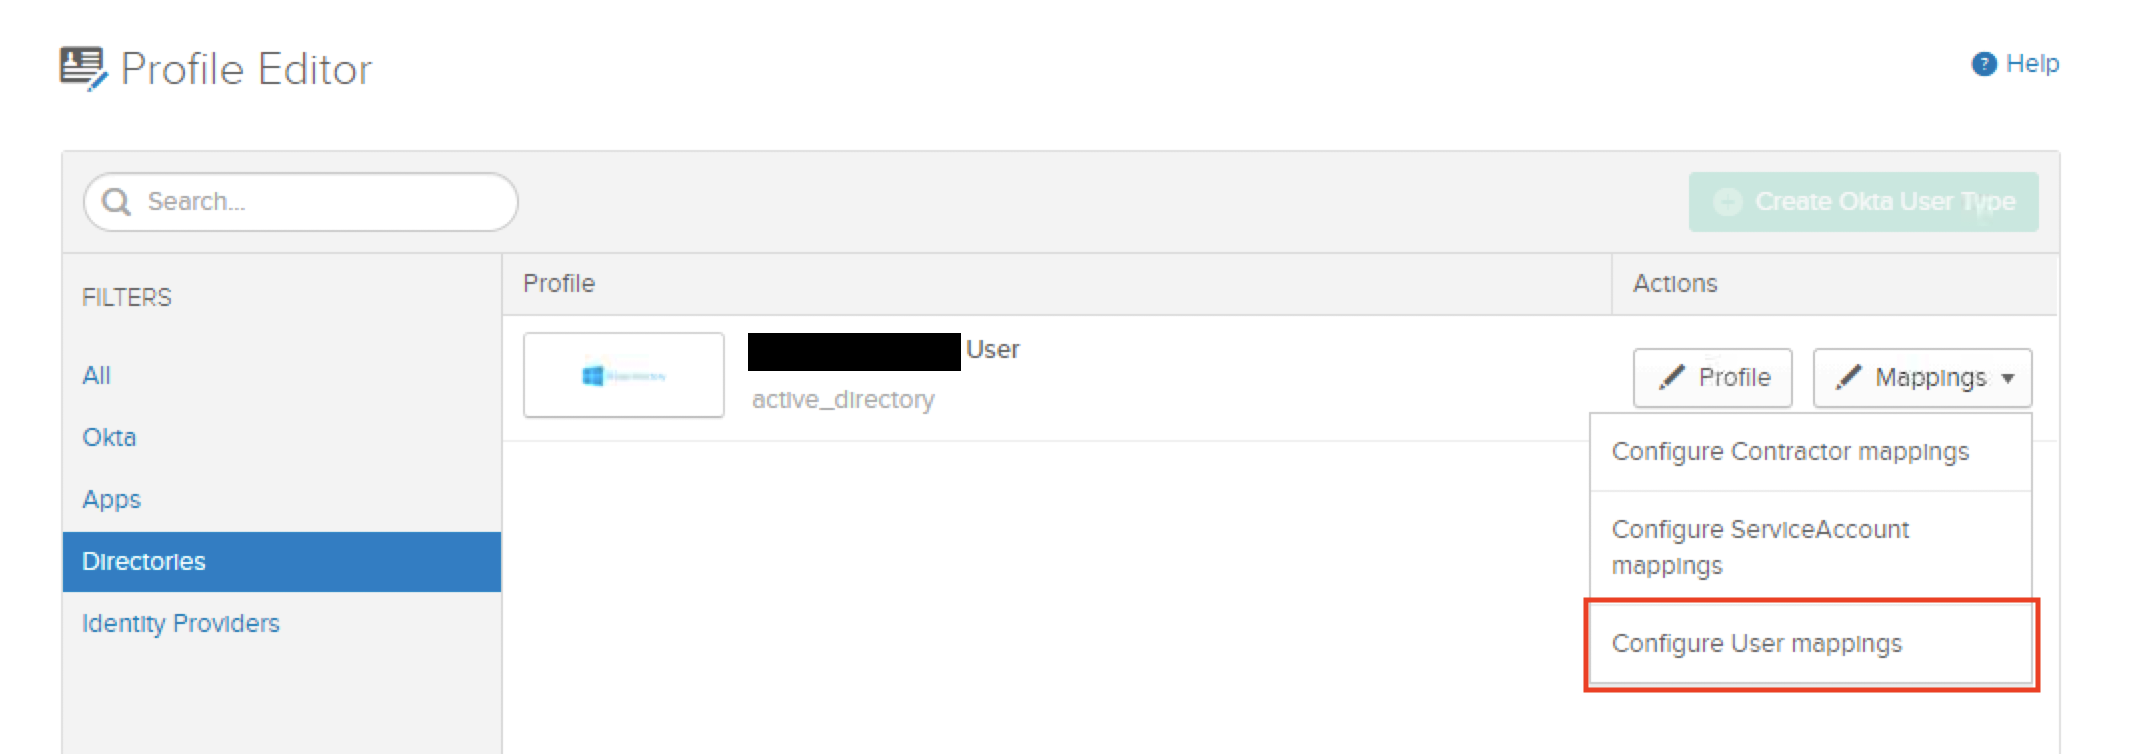 Profile Editor
Help
Search...
Create Okta User Type
FILTERS
All
Okta
Apps
Directories
Identity Providers
Profile
Actions
User
active_directory
Profile
Mappings
Configure Contractor mappings
Configure ServiceAccount
mappings
Configure User mappings